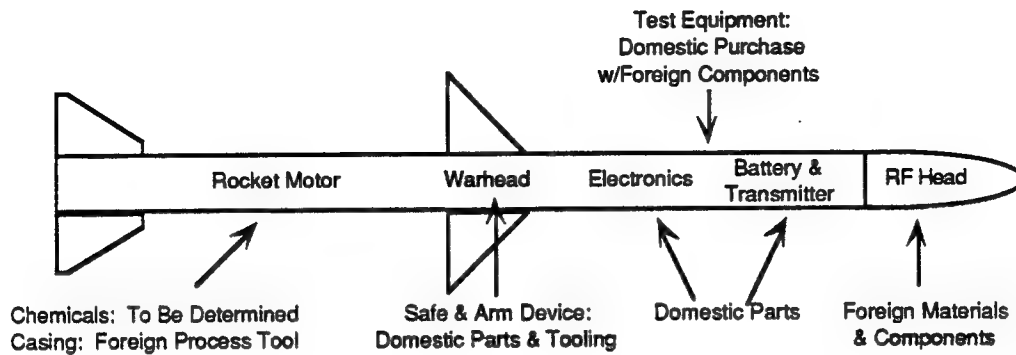 Test Equipment:
Domestic Purchase
w/Foreign Components
Rocket Motor
Warhead
Electronics
Battery &
Transmitter
RF Head
Chemicals: To Be Determined
Casing: Foreign Process Tool
Safe & Arm Device:
Domestic Parts & Tooling
Domestic Parts
Foreign Materials
& Components